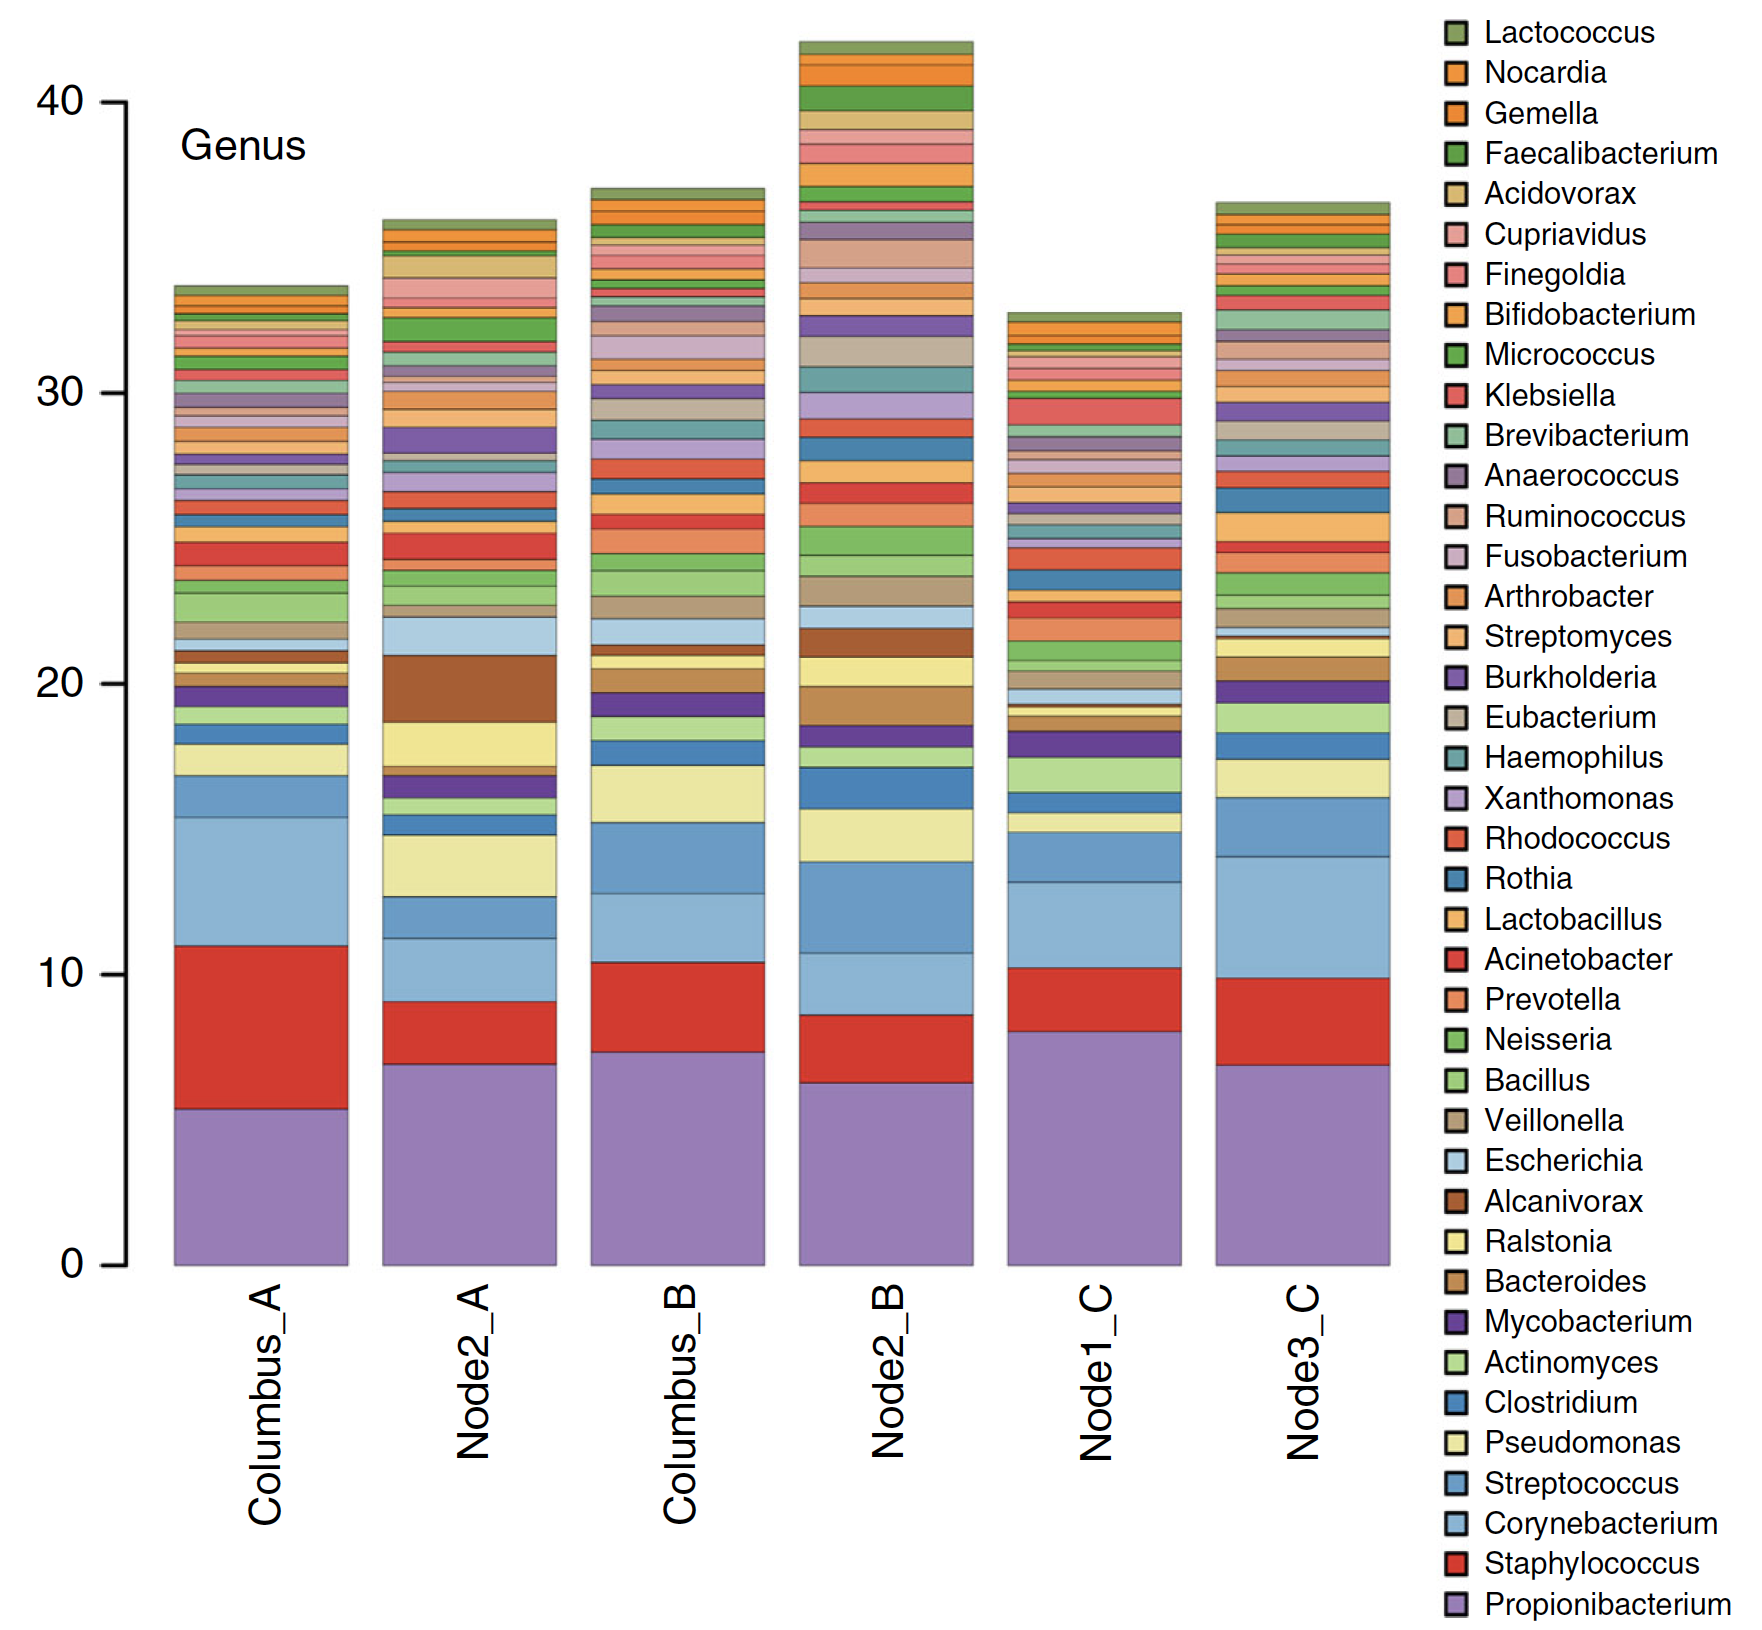 Genus
40
30
20
10
0
Columbus_A
Node2_A
Columbus_B
Node2_B
Node1_C
Node3_C
Lactococcus
Nocardia
Gemella
Faecalibacterium
Acidovorax
Cupriavidus
Finegoldia
Bifidobacterium
Micrococcus
Klebsiella
Brevibacterium
Anaerococcus
Ruminococcus
Fusobacterium
Arthrobacter
Streptomyces
Burkholderia
Eubacterium
Haemophilus
Xanthomonas
Rhodococcus
Rothia
Lactobacillus
Acinetobacter
Prevotella
Neisseria
Bacillus
Veillonella
Escherichia
Alcanivorax
Ralstonia
Bacteroides
Mycobacterium
Actinomyces
Clostridium
Pseudomonas
Streptococcus
Corynebacterium
Staphylococcus
Propionibacterium